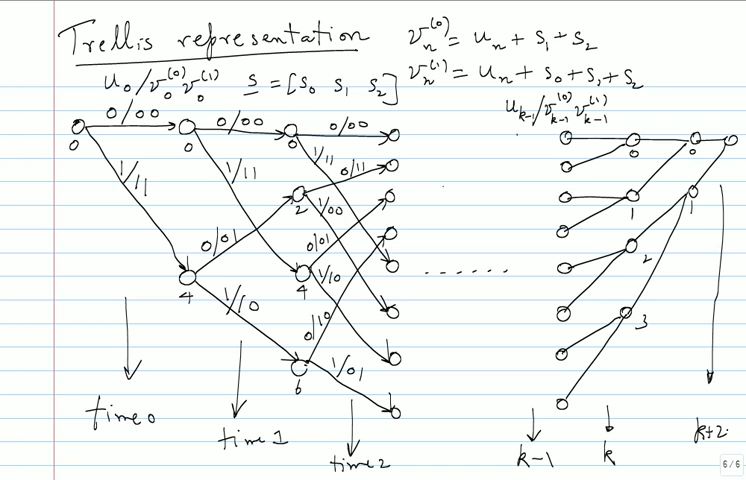 Trellis representation
v_n^(0) = u_n + s_1 + s_2
u_0/v_0^(0) v_0^(1)   s = [s_0 s_1 s_2]
v_n^(1) = u_n + s_0 + s_1 + s_2
u_k-1/v_k-1^(0) v_k-1^(1)
0/00 0/00 0/00
0 0 0 0 0
1/11 1/11 1/11 0/11
2 1/00 1 1
0/01 0/01
4 4 1/10 2
1/10 0/10 3
6 1/01
time 0 time 1 time 2 k-1 k k+2
6/6